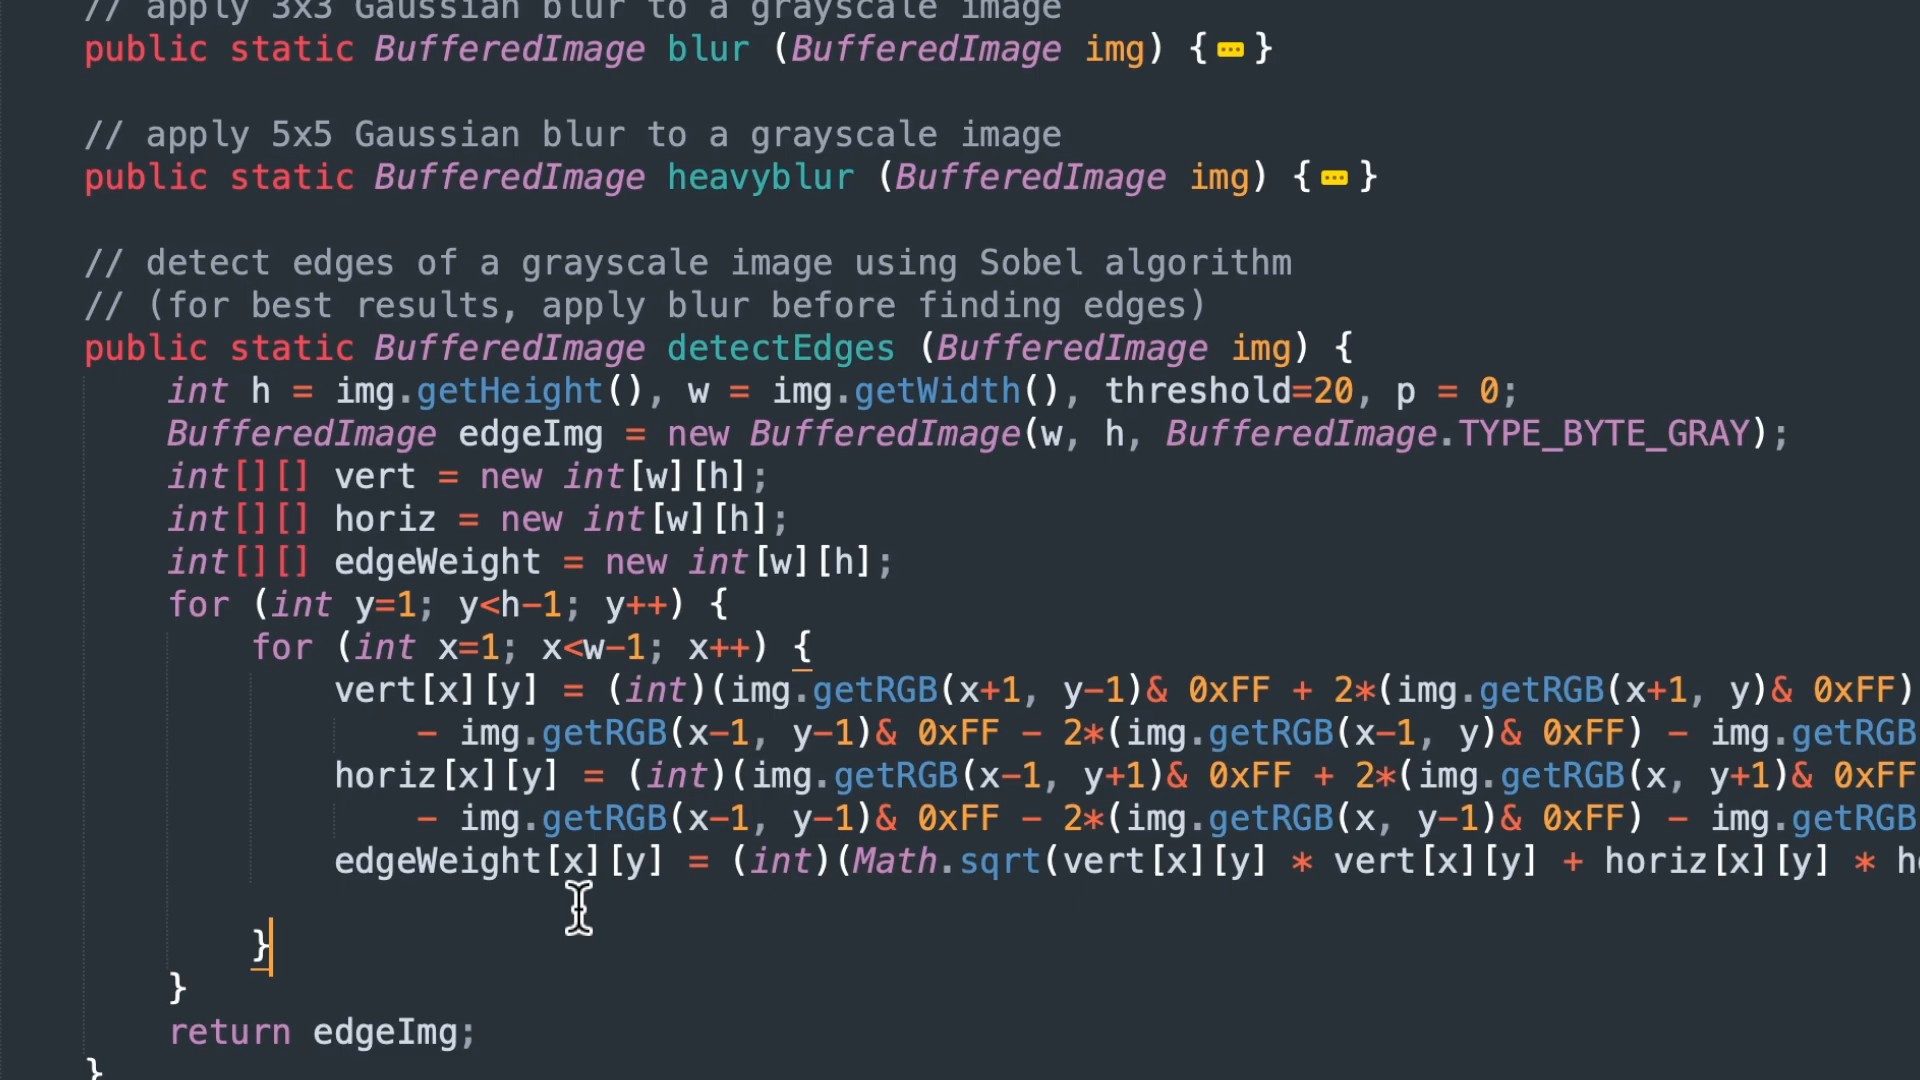 // apply 3x3 Gaussian blur to a grayscale image
public static BufferedImage blur (BufferedImage img) {…}
// apply 5x5 Gaussian blur to a grayscale image
public static BufferedImage heavyblur (BufferedImage img) {…}
// detect edges of a grayscale image using Sobel algorithm
// (for best results, apply blur before finding edges)
public static BufferedImage detectEdges (BufferedImage img) {
int h = img.getHeight(), w = img.getWidth(), threshold=20, p = 0;
BufferedImage edgeImg = new BufferedImage(w, h, BufferedImage.TYPE_BYTE_GRAY);
int[][] vert = new int[w][h];
int[][] horiz = new int[w][h];
int[][] edgeWeight = new int[w][h];
for (int y=1; y<h-1; y++) {
for (int x=1; x<w-1; x++) {
vert[x][y] = (int)(img.getRGB(x+1, y-1)& 0xFF + 2*(img.getRGB(x+1, y)& 0xFF)
- img.getRGB(x-1, y-1)& 0xFF - 2*(img.getRGB(x-1, y)& 0xFF) - img.getRGB
horiz[x][y] = (int)(img.getRGB(x-1, y+1)& 0xFF + 2*(img.getRGB(x, y+1)& 0xFF
- img.getRGB(x-1, y-1)& 0xFF - 2*(img.getRGB(x, y-1)& 0xFF) - img.getRGB
edgeWeight[x][y] = (int)(Math.sqrt(vert[x][y] * vert[x][y] + horiz[x][y] * h
}
}
return edgeImg;
}